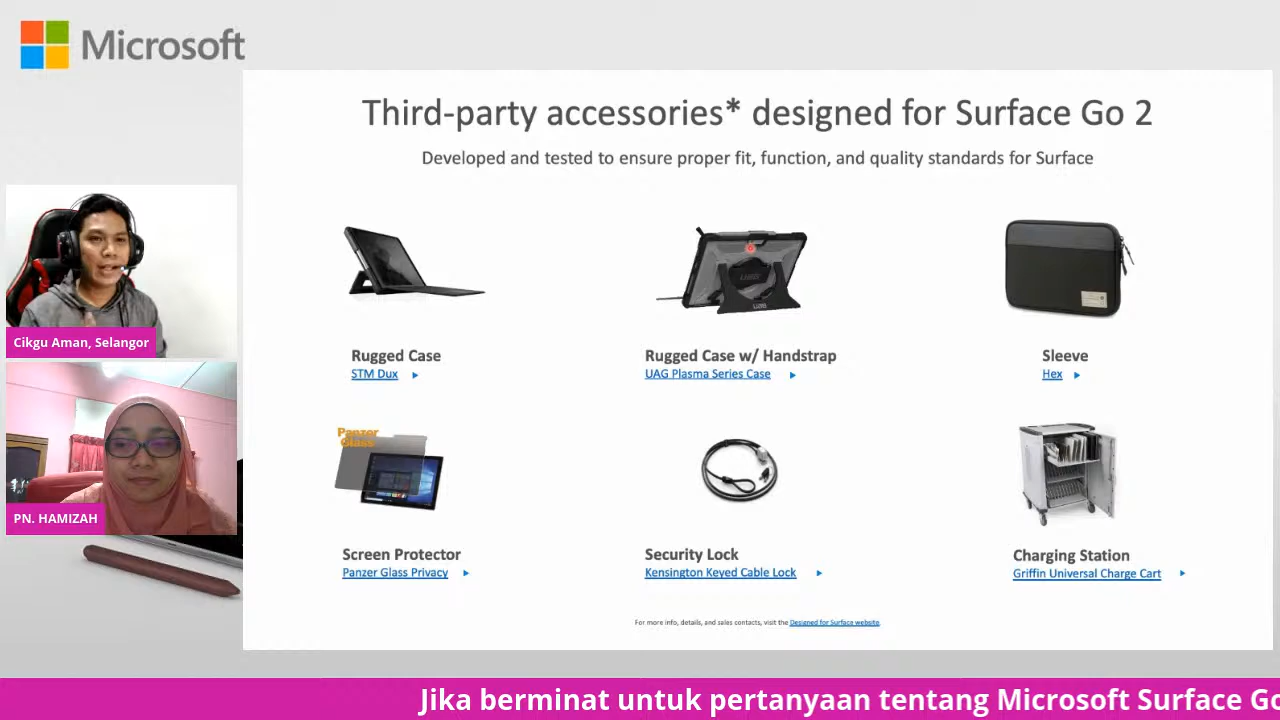 Microsoft
Third-party accessories* designed for Surface Go 2
Developed and tested to ensure proper fit, function, and quality standards for Surface
Cikgu Aman, Selangor
UAG
Rugged Case
STM Dux
Rugged Case w/ Handstrap
UAG Plasma Series Case
Sleeve
Hex
Panzer
Glass
PN. HAMIZAH
Screen Protector
Panzer Glass Privacy
Security Lock
Kensington Keyed Cable Lock
Charging Station
Griffin Universal Charge Cart
For more info, details, and sales contacts, visit the Designed for Surface website.
Jika berminat untuk pertanyaan tentang Microsoft Surface Go